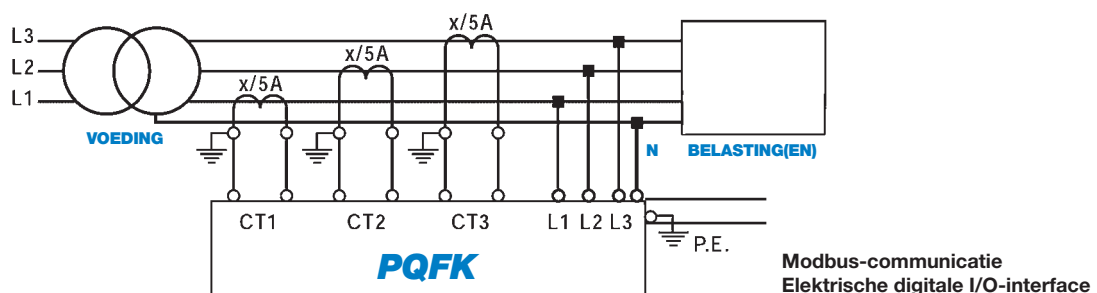 x/5A
L3
x/5A
L2
x/5A
L1
VOEDING
N
BELASTING(EN)
CT1 CT2 CT3 L1 L2 L3
P.E.
PQFK
Modbus-communicatie
Elektrische digitale I/O-interface